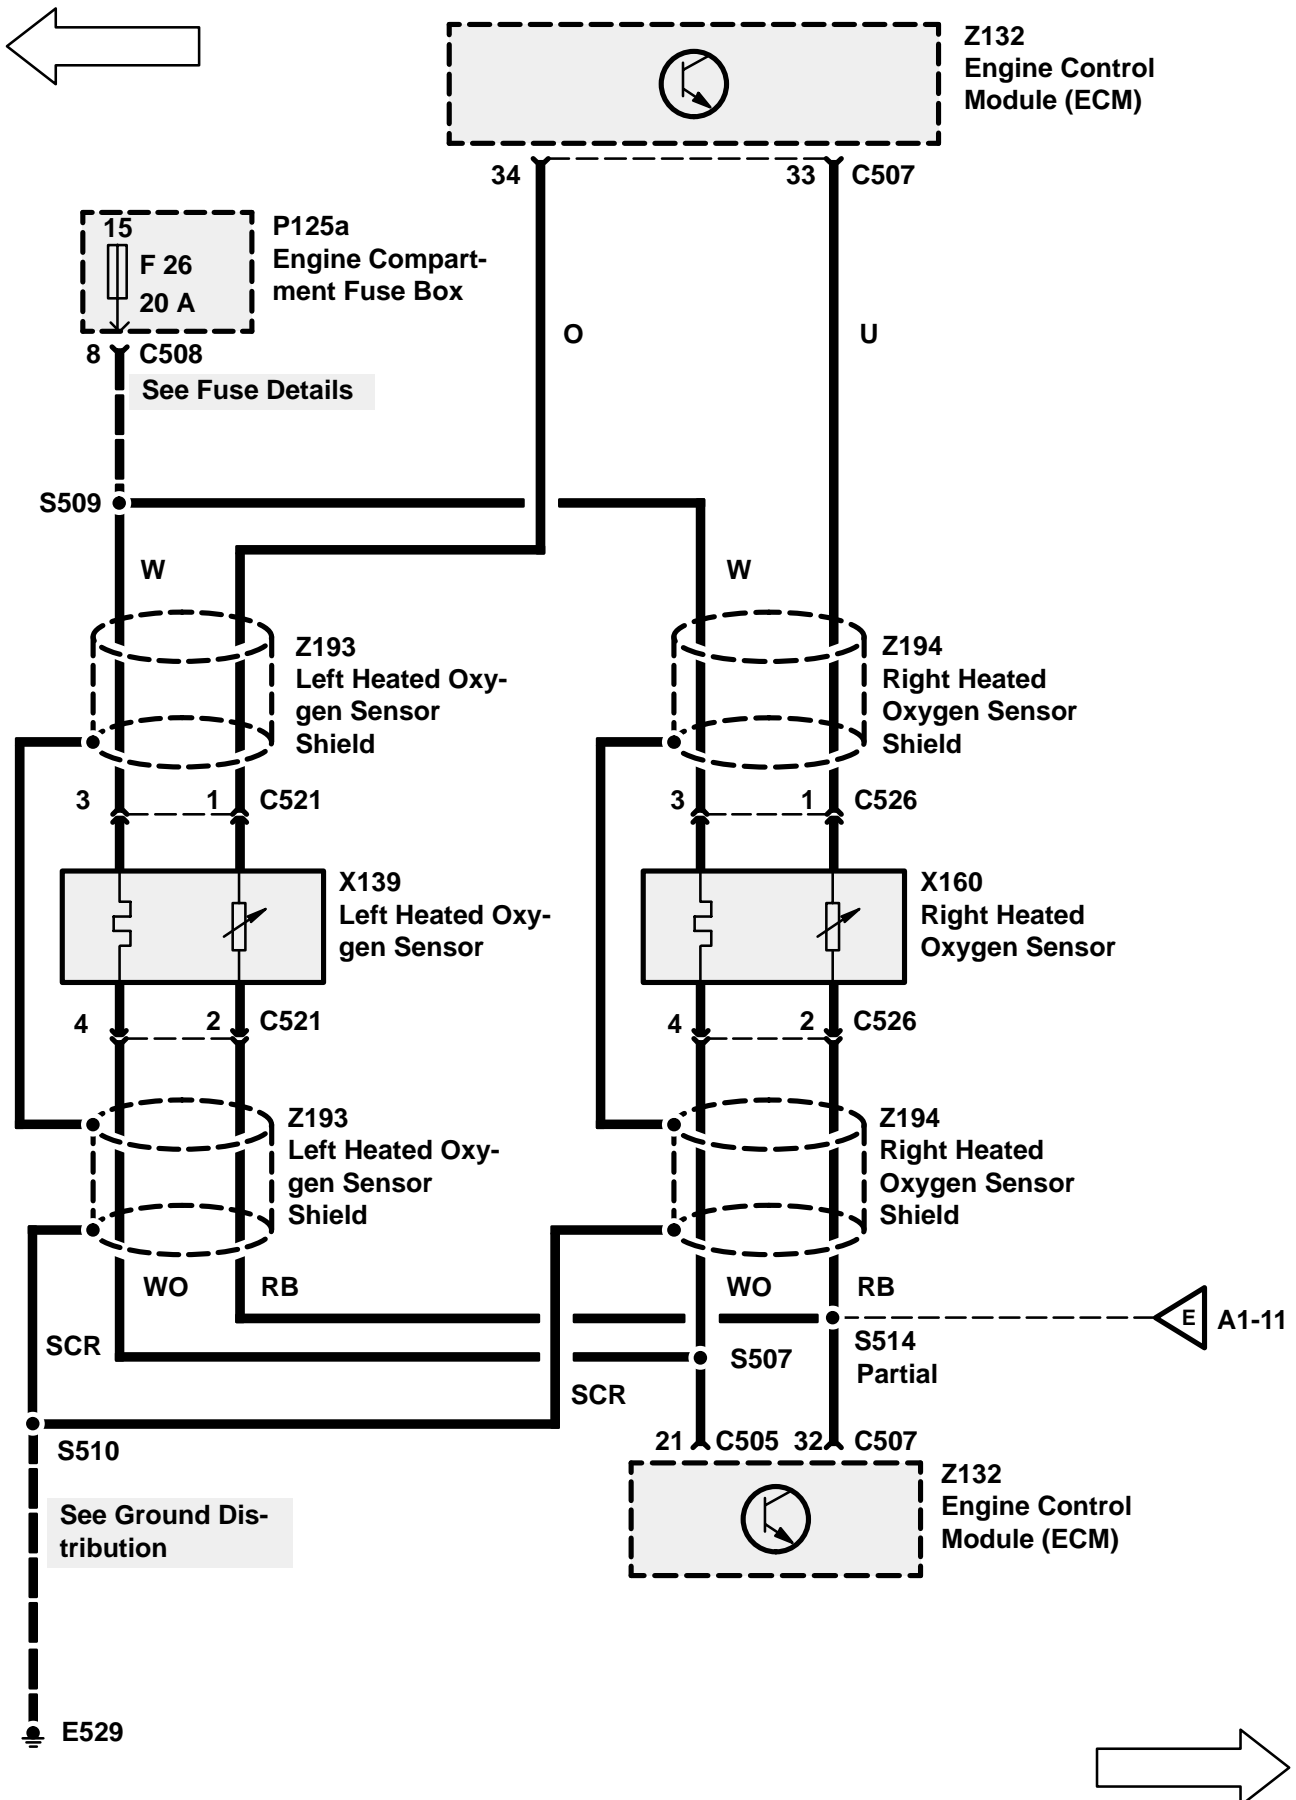 Z132
Engine Control
Module (ECM)
34
33
C507
15
F 26
20 A
P125a
Engine Compart-
ment Fuse Box
8
C508
See Fuse Details
O
U
S509
W
W
Z193
Left Heated Oxy-
gen Sensor
Shield
Z194
Right Heated
Oxygen Sensor
Shield
3
1
C521
3
1
C526
X139
Left Heated Oxy-
gen Sensor
X160
Right Heated
Oxygen Sensor
4
2
C521
4
2
C526
Z193
Left Heated Oxy-
gen Sensor
Shield
Z194
Right Heated
Oxygen Sensor
Shield
WO
RB
WO
RB
E
A1-11
SCR
S507
S514
Partial
SCR
S510
21
C505
32
C507
Z132
Engine Control
Module (ECM)
See Ground Dis-
tribution
E529